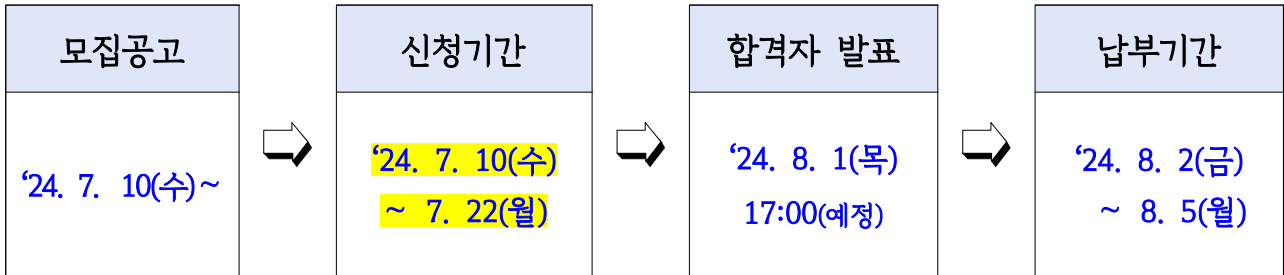 모집공고
‘24. 7. 10(수)~
신청기간
‘24. 7. 10(수)
~ 7. 22(월)
합격자 발표
‘24. 8. 1(목)
17:00(예정)
납부기간
‘24. 8. 2(금)
~ 8. 5(월)